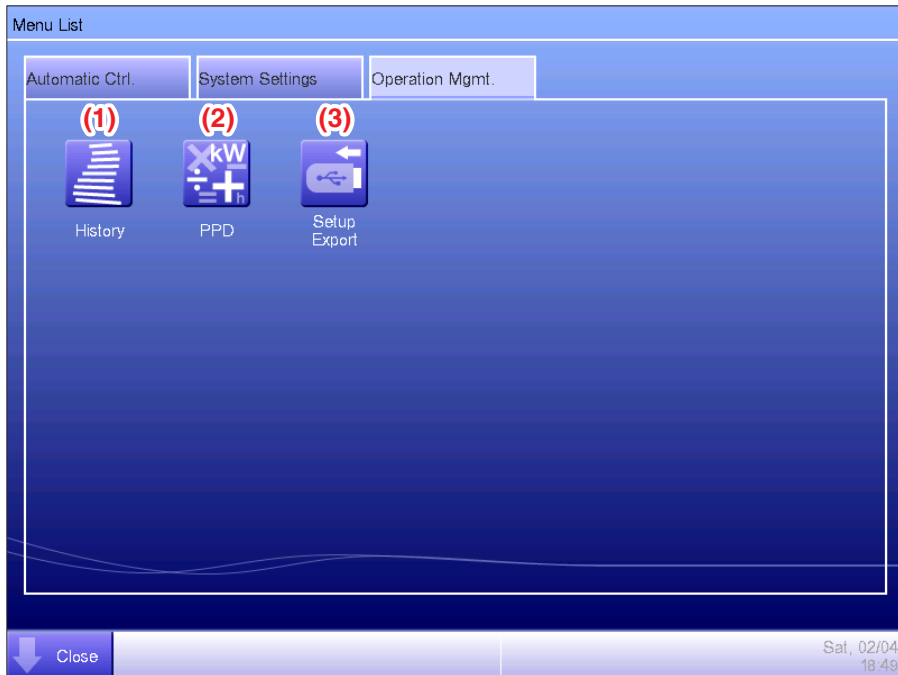 Menu List
Automatic Ctrl. System Settings Operation Mgmt.
(1) (2) (3)
kW
h
History PPD Setup
Export
Close
Sat, 02/04
18:49